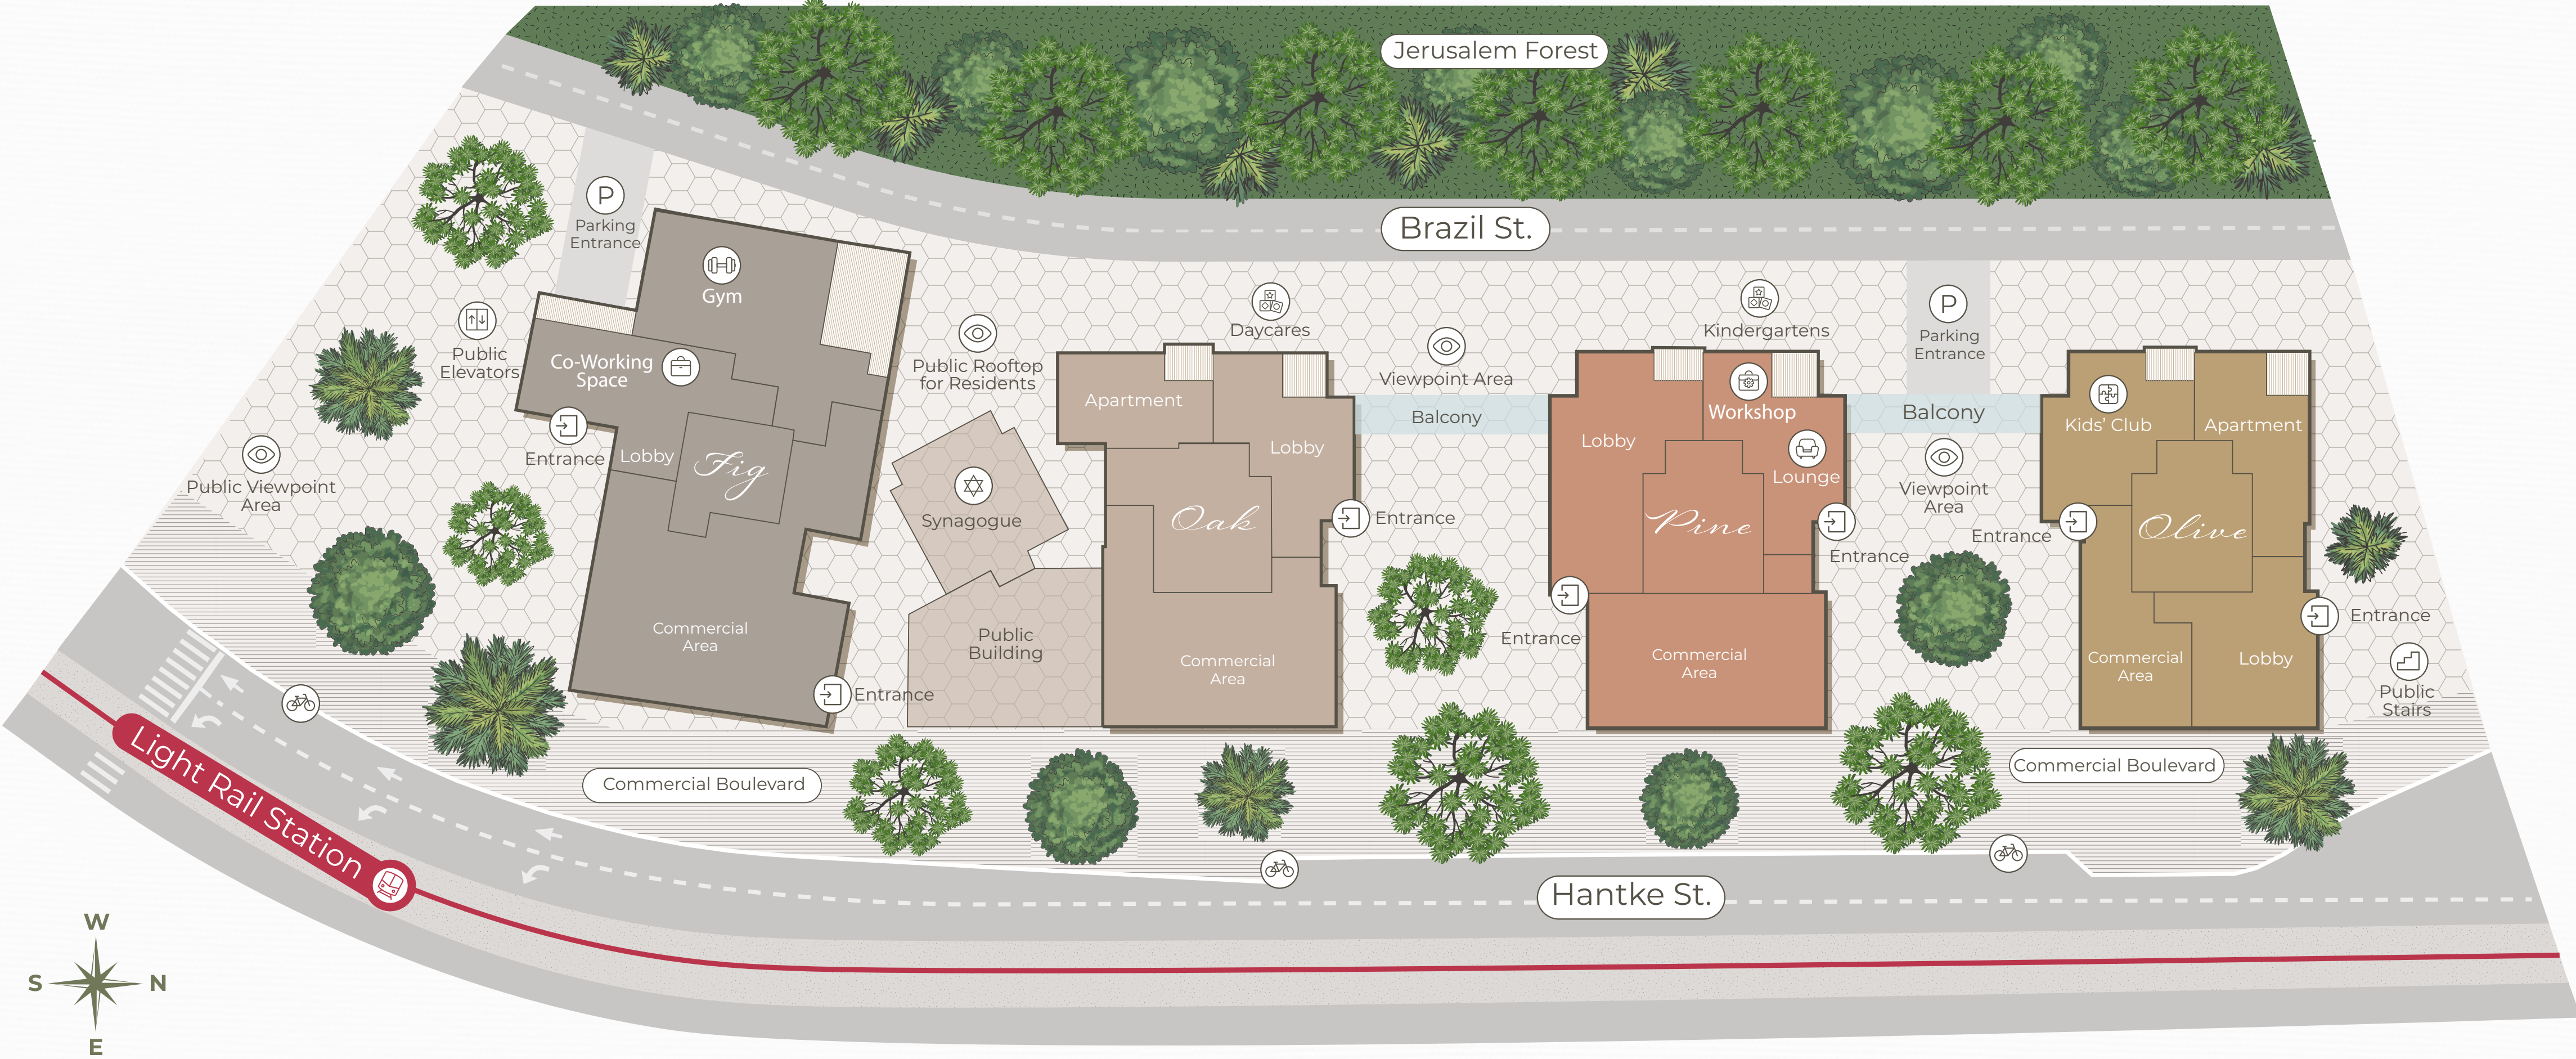 Jerusalem Forest
Brazil St.
P
Parking
Entrance
Gym
Public
Elevators
Co-Working
Space
Entrance
Lobby
Fig
Public Viewpoint
Area
Commercial
Area
Entrance
Public Rooftop
for Residents
Synagogue
Public
Building
Daycares
Apartment
Lobby
Oak
Entrance
Commercial
Area
Viewpoint Area
Balcony
Kindergartens
Workshop
Lobby
Lounge
Pine
Entrance
Entrance
Commercial
Area
P
Parking
Entrance
Balcony
Viewpoint
Area
Kids' Club
Apartment
Entrance
Olive
Entrance
Commercial
Area
Lobby
Public
Stairs
Commercial Boulevard
Commercial Boulevard
Light Rail Station
Hantke St.
W
S
N
E